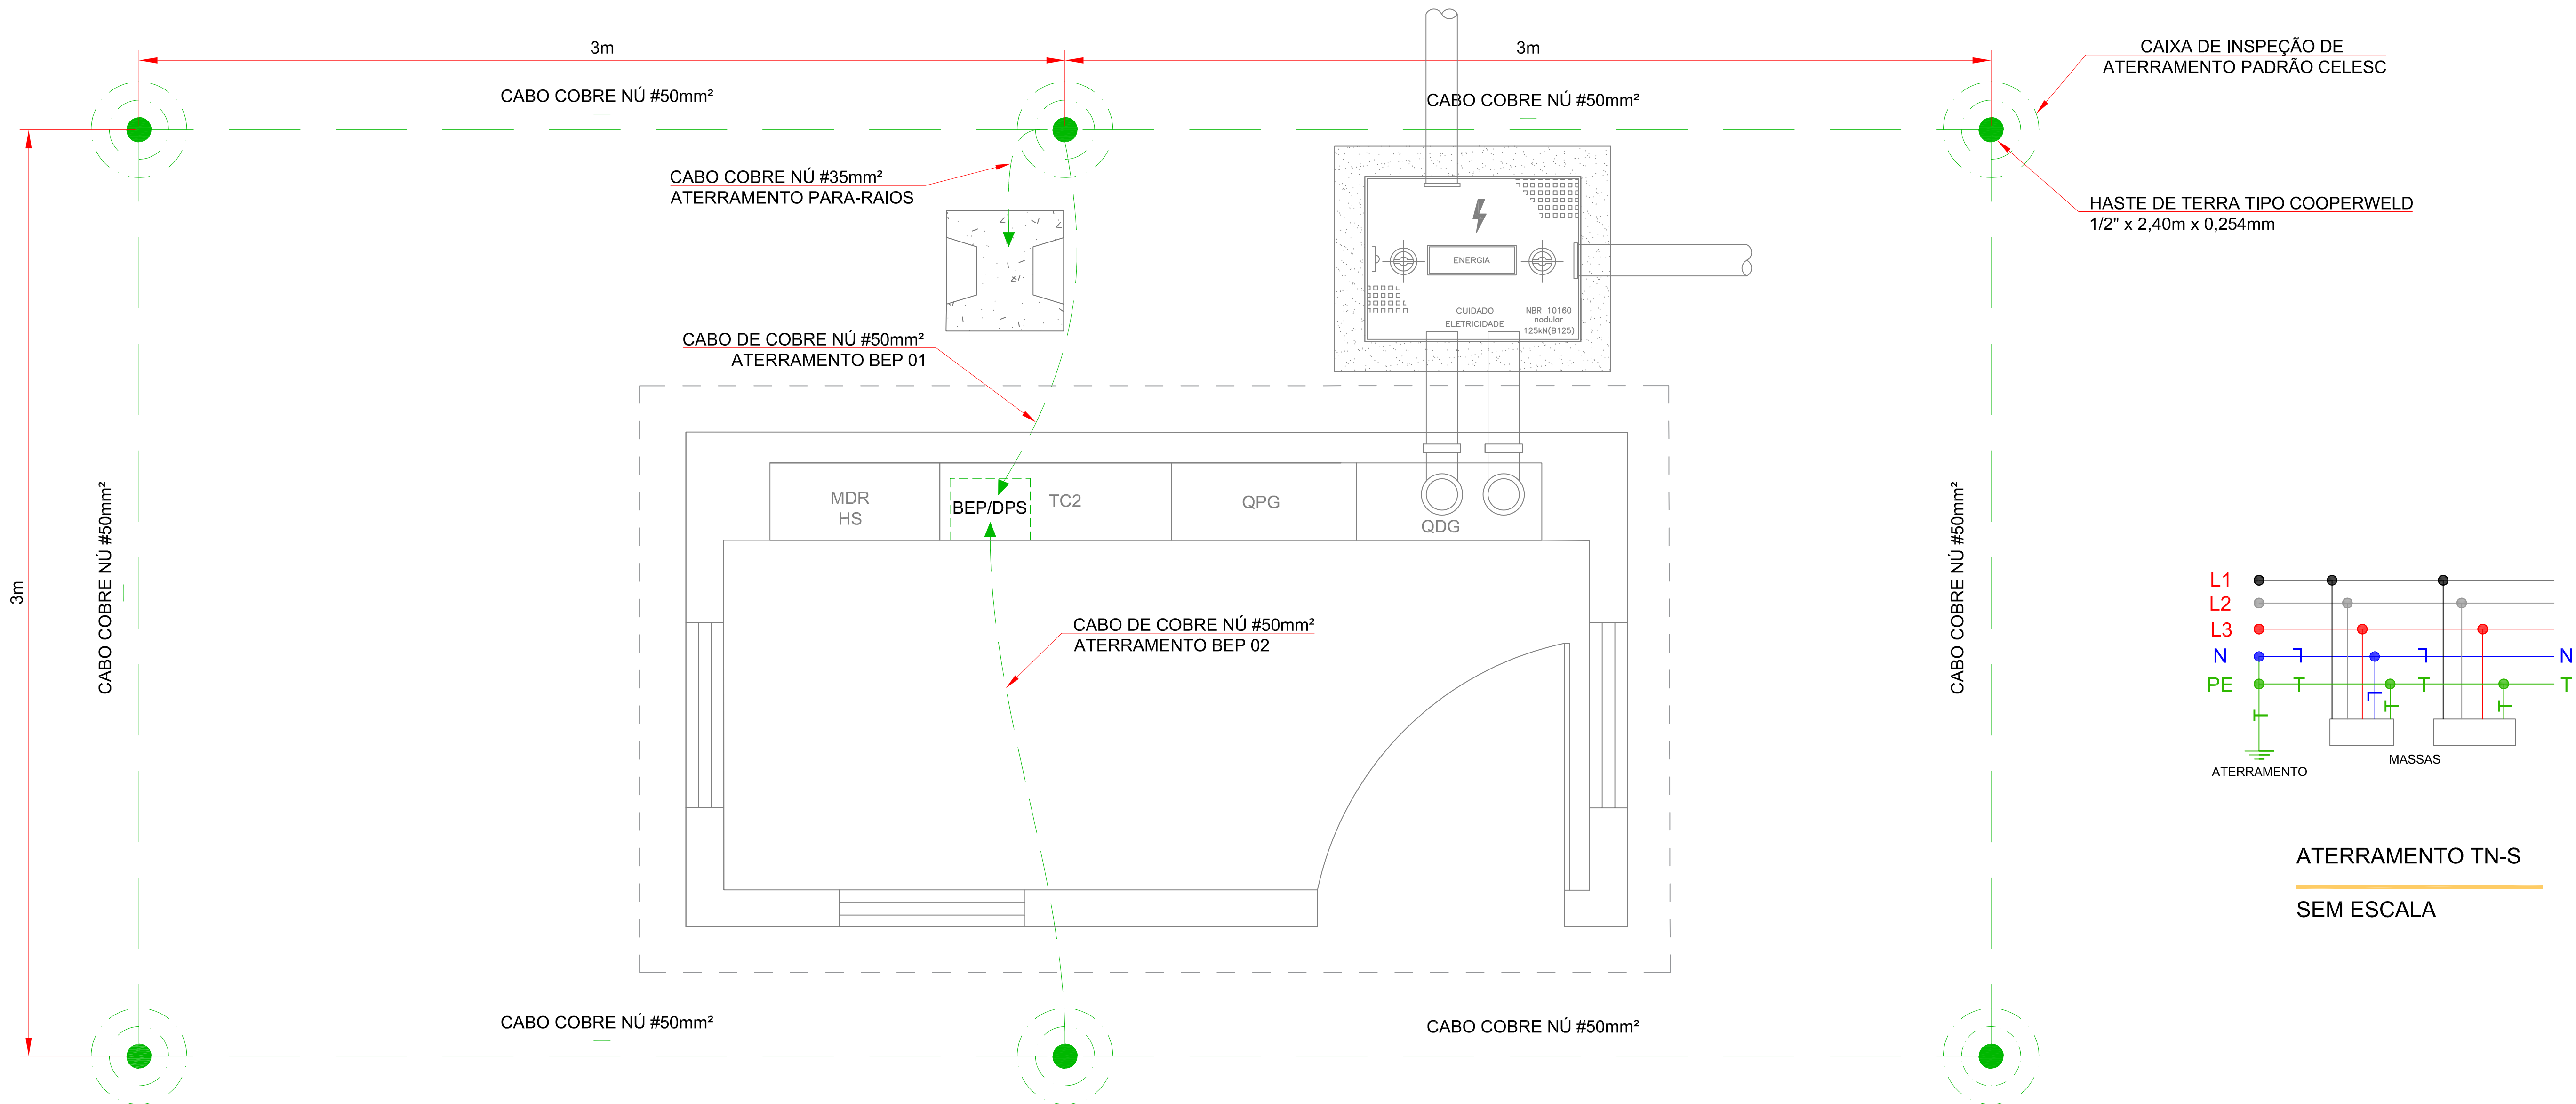 3m
3m
CAIXA DE INSPEÇÃO DE
ATERRAMENTO PADRÃO CELESC
CABO COBRE NÚ #50mm²
CABO COBRE NÚ #50mm²
CABO COBRE NÚ #35mm²
ATERRAMENTO PARA-RAIOS
HASTE DE TERRA TIPO COOPERWELD
1/2" x 2,40m x 0,254mm
ENERGIA
CUIDADO
ELETRICIDADE
NBR 10160
nodular
125kN(B125)
CABO DE COBRE NÚ #50mm²
ATERRAMENTO BEP 01
3m
CABO COBRE NÚ #50mm²
MDR
HS
BEP/DPS
TC2
QPG
QDG
CABO DE COBRE NÚ #50mm²
ATERRAMENTO BEP 02
CABO COBRE NÚ #50mm²
L1
L2
L3
N
N
PE
T
T
T
ATERRAMENTO
MASSAS
ATERRAMENTO TN-S
SEM ESCALA
CABO COBRE NÚ #50mm²
CABO COBRE NÚ #50mm²